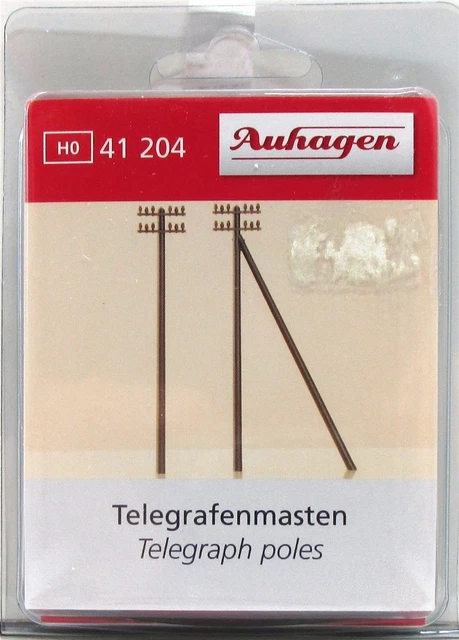 H0 41 204
Auhagen
Telegrafenmasten
Telegraph poles